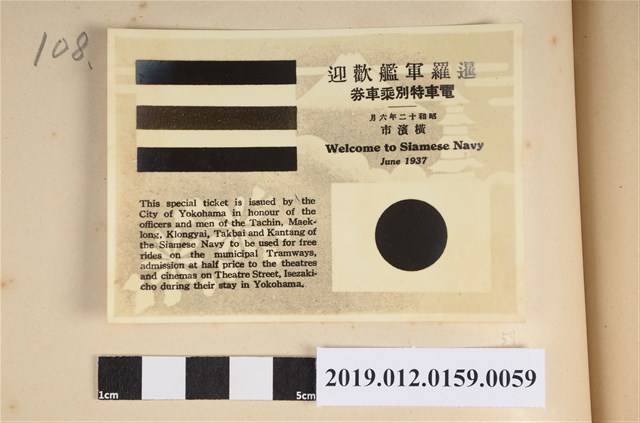 108.
迎歡艦軍羅暹
券車乘別特車電
月六年二十和昭
市濱橫
Welcome to Siamese Navy
June 1937
This special ticket is issued by the
City of Yokohama in honour of the
officers and men of the Tachin, Maek-
long, Klongyai, Takbai and Kantang of
the Siamese Navy to be used for free
rides on the municipal Tramways,
admission at half price to the theatres
and cinemas on Theatre Street, Isezaki-
cho during their stay in Yokohama.
1cm
5cm
2019.012.0159.0059